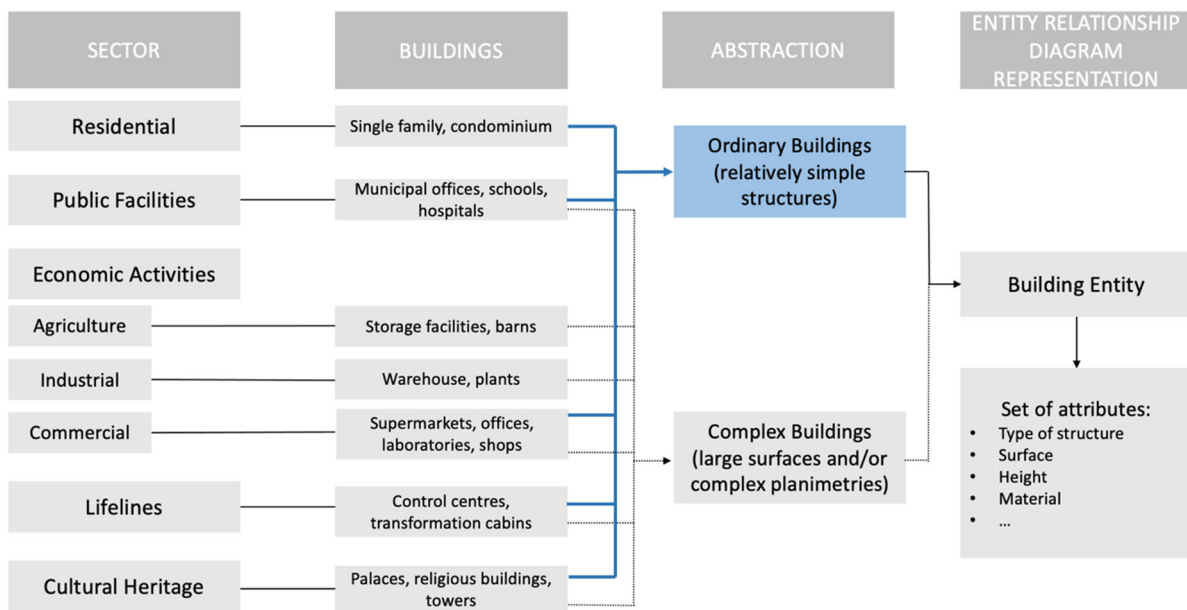 SECTOR
BUILDINGS
ABSTRACTION
ENTITY RELATIONSHIP
DIAGRAM
REPRESENTATION
Residential
Single family, condominium
Ordinary Buildings
(relatively simple
structures)
Public Facilities
Municipal offices, schools,
hospitals
Economic Activities
Building Entity
Agriculture
Storage facilities, barns
Industrial
Warehouse, plants
Commercial
Supermarkets, offices,
laboratories, shops
Complex Buildings
(large surfaces and/or
complex planimetries)
Set of attributes:
• Type of structure
• Surface
• Height
• Material
• ...
Lifelines
Control centres,
transformation cabins
Cultural Heritage
Palaces, religious buildings,
towers